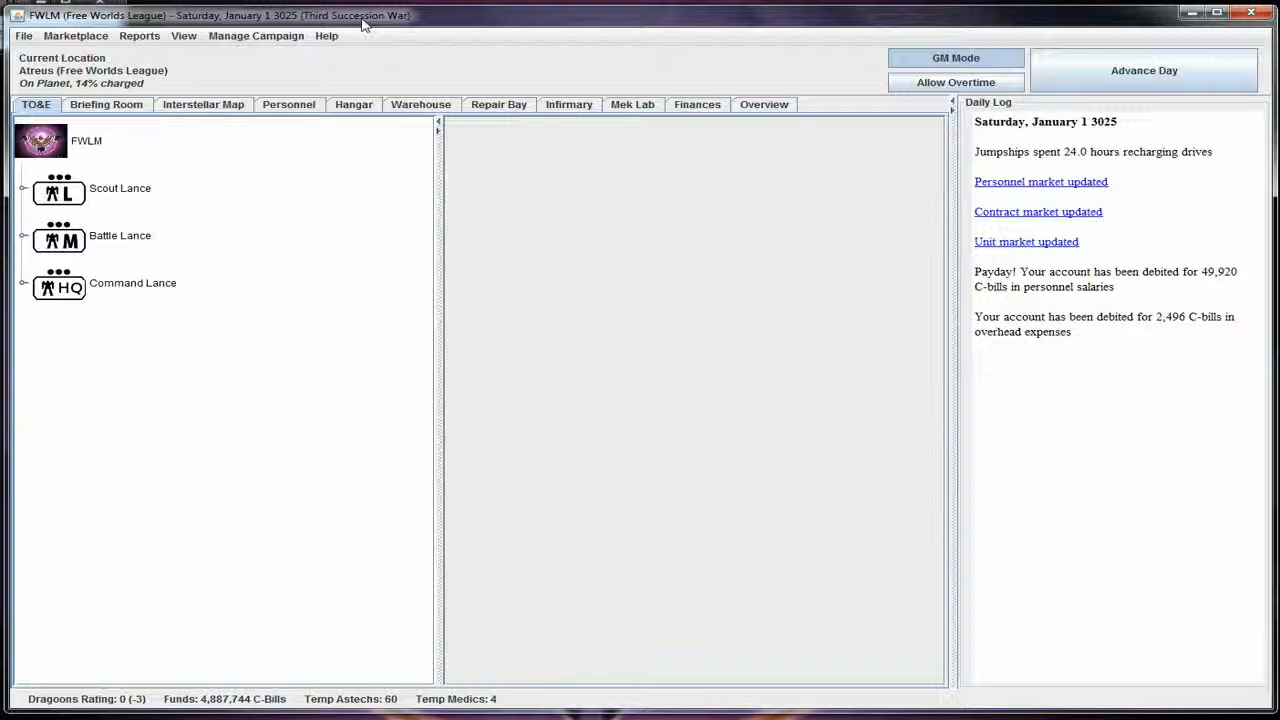 FWLM (Free Worlds League) - Saturday, January 1 3025 (Third Succession War)
File Marketplace Reports View Manage Campaign Help
Current Location
Atreus (Free Worlds League)
On Planet, 14% charged
GM Mode
Allow Overtime
Advance Day
TO&E Briefing Room Interstellar Map Personnel Hangar Warehouse Repair Bay Infirmary Mek Lab Finances Overview
FWLM
L Scout Lance
M Battle Lance
HQ Command Lance
Daily Log
Saturday, January 1 3025
Jumpships spent 24.0 hours recharging drives
Personnel market updated
Contract market updated
Unit market updated
Payday! Your account has been debited for 49,920
C-bills in personnel salaries
Your account has been debited for 2,496 C-bills in
overhead expenses
Dragoons Rating: 0 (-3) Funds: 4,887,744 C-Bills Temp Astechs: 60 Temp Medics: 4